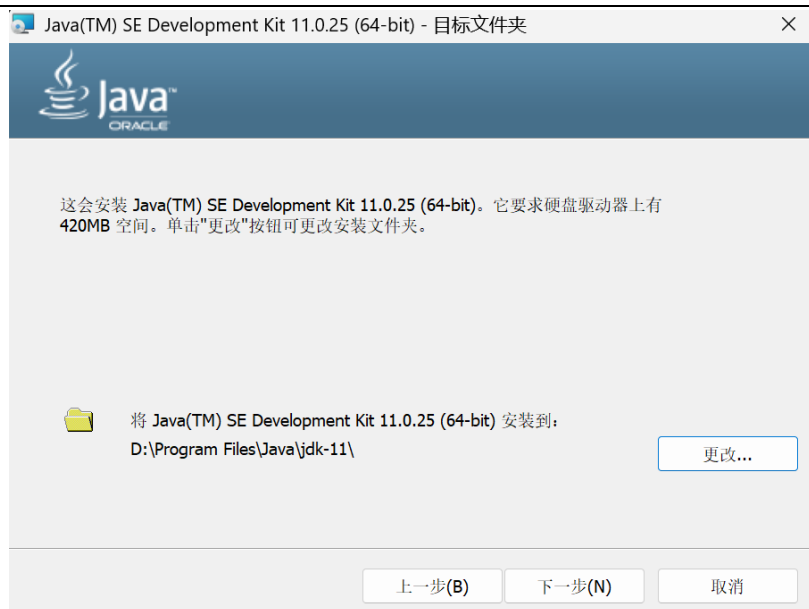 Java(TM) SE Development Kit 11.0.25 (64-bit) - 目标文件夹
Java™
ORACLE
这会安装 Java(TM) SE Development Kit 11.0.25 (64-bit)。它要求硬盘驱动器上有
420MB 空间。单击"更改"按钮可更改安装文件夹。
将 Java(TM) SE Development Kit 11.0.25 (64-bit) 安装到:
D:\Program Files\Java\jdk-11\
更改...
上一步(B) 下一步(N) 取消